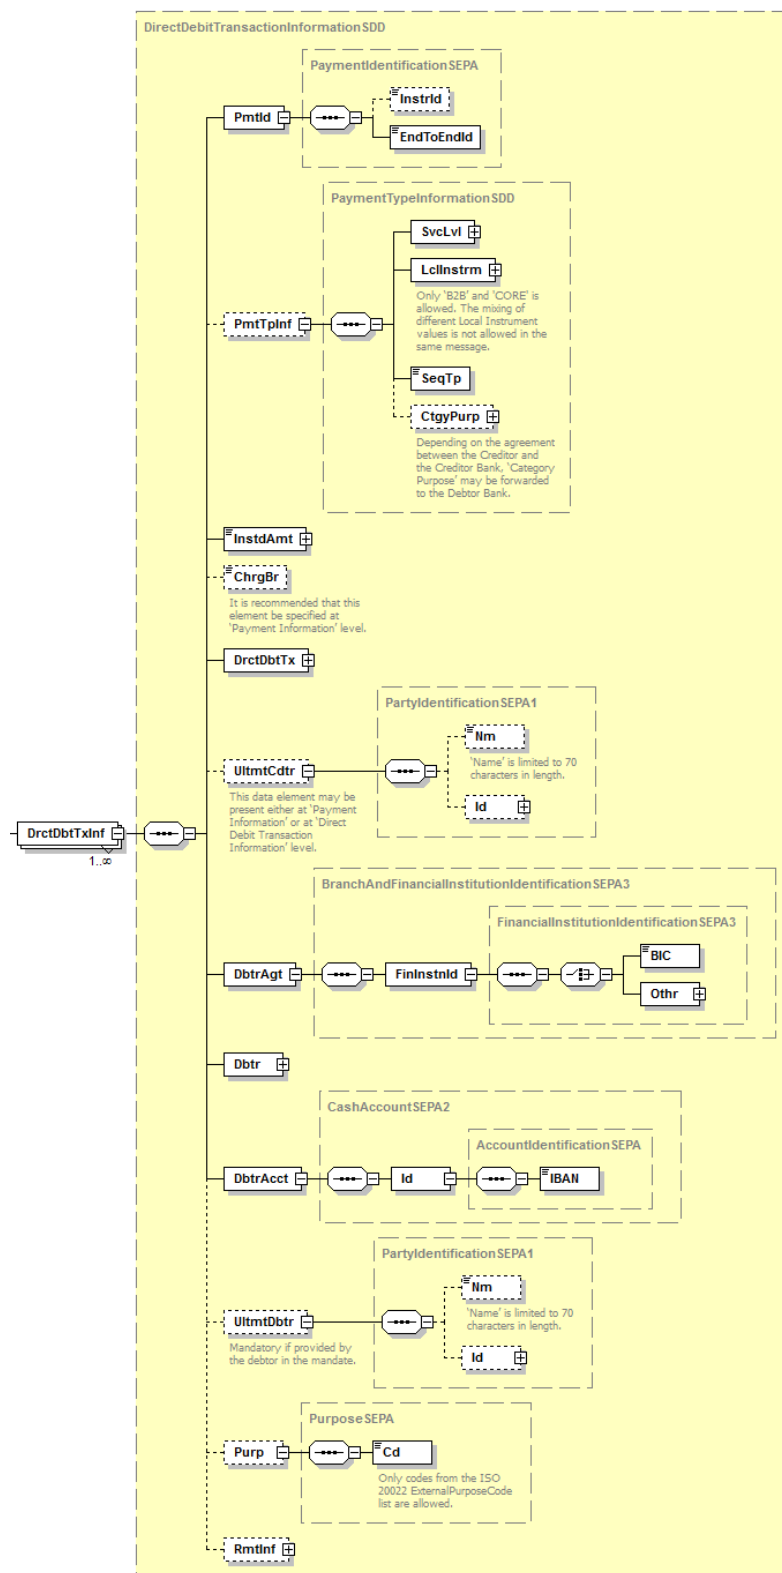 DirectDebitTransactionInformationSDD
PaymentIdentificationSEPA
InstrId
PmtId
EndToEndId
PaymentTypeInformationSDD
SvcLvl
LclInstrm
Only 'B2B' and 'CORE' is
allowed. The mixing of
different Local Instrument
values is not allowed in the
same message.
PmtTpInf
SeqTp
CtgyPurp
Depending on the agreement
between the Creditor and
the Creditor Bank, 'Category
Purpose' may be forwarded
to the Debtor Bank.
InstdAmt
ChrgBr
It is recommended that this
element be specified at
'Payment Information' level.
DrctDbtTx
PartyIdentificationSEPA1
Nm
'Name' is limited to 70
characters in length.
UltmtCdtr
This data element may be
present either at 'Payment
Information' or at 'Direct
Debit Transaction
Information' level.
Id
DrctDbtTxInf
1..∞
BranchAndFinancialInstitutionIdentificationSEPA3
FinancialInstitutionIdentificationSEPA3
BIC
DbtrAgt
FinInstnId
Othr
Dbtr
CashAccountSEPA2
AccountIdentificationSEPA
DbtrAcct
Id
IBAN
PartyIdentificationSEPA1
Nm
'Name' is limited to 70
characters in length.
UltmtDbtr
Mandatory if provided by
the debtor in the mandate.
Id
PurposeSEPA
Purp
Cd
Only codes from the ISO
20022 ExternalPurposeCode
list are allowed.
RmtInf